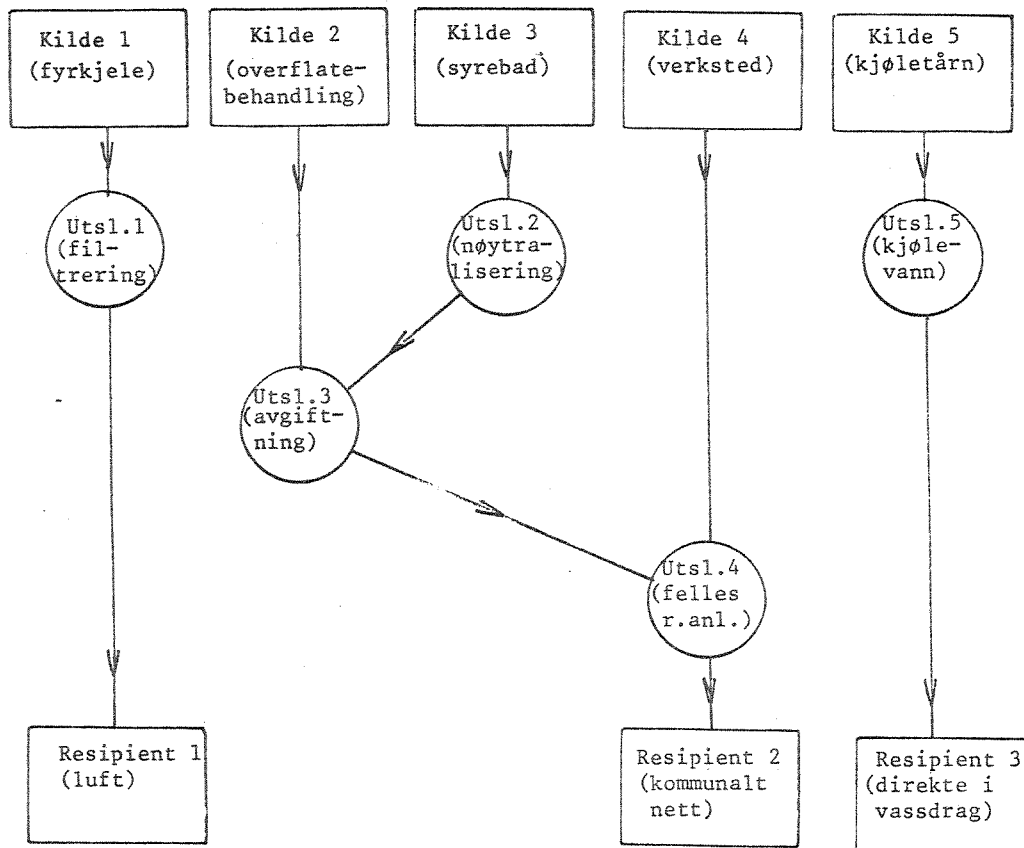 Kilde 1
(fyrkjele)
Kilde 2
(overflate-
behandling)
Kilde 3
(syrebad)
Kilde 4
(verksted)
Kilde 5
(kjøletårn)
Utsl.1
(fil-
trering)
Utsl.2
(nøytra-
lisering)
Utsl.5
(kjøle-
vann)
Utsl.3
(avgift-
ning)
Utsl.4
(felles
r.anl.)
Resipient 1
(luft)
Resipient 2
(kommunalt
nett)
Resipient 3
(direkte i
vassdrag)